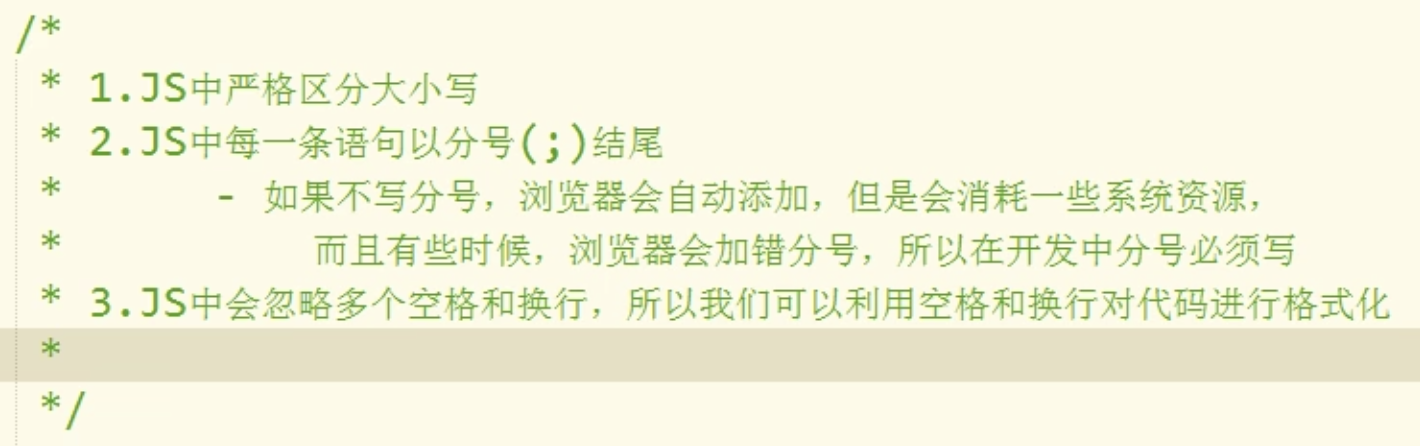 /*
* 1.JS中严格区分大小写
* 2.JS中每一条语句以分号(;)结尾
* - 如果不写分号，浏览器会自动添加，但是会消耗一些系统资源，
* 而且有些时候，浏览器会加错分号，所以在开发中分号必须写
* 3.JS中会忽略多个空格和换行，所以我们可以利用空格和换行对代码进行格式化
*
*/